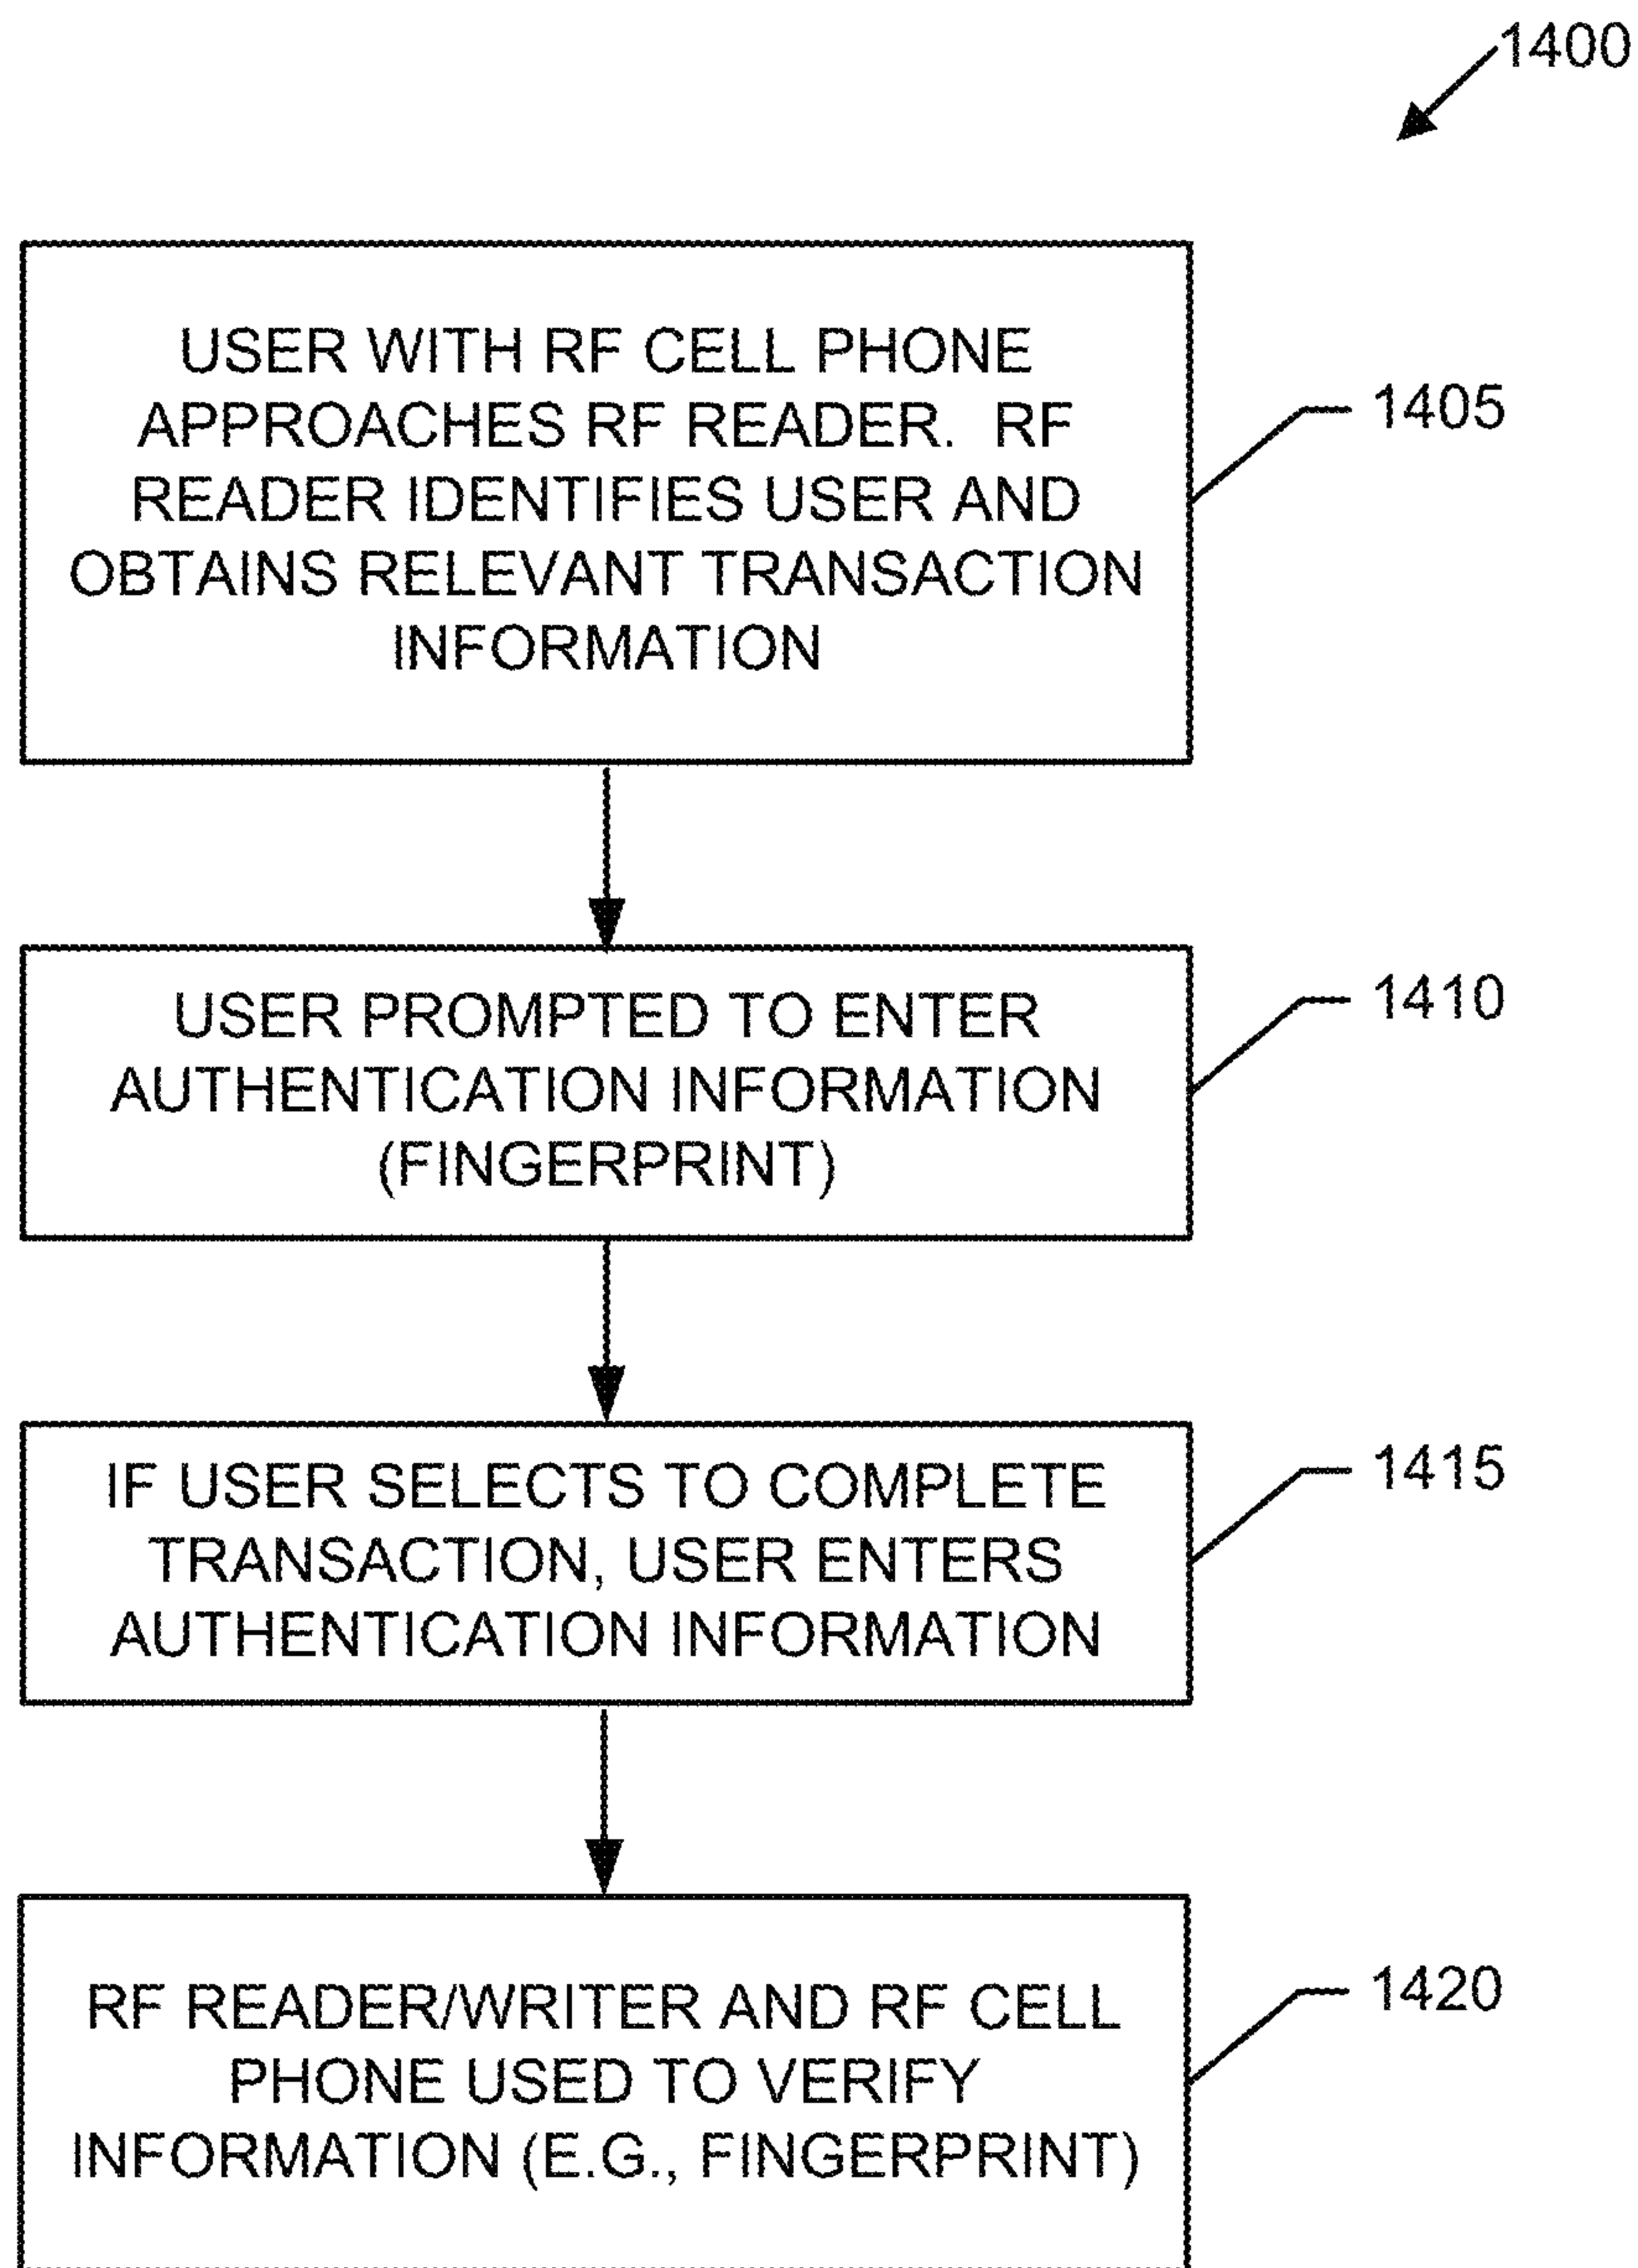 1400
USER WITH RF CELL PHONE
APPROACHES RF READER. RF
READER IDENTIFIES USER AND
OBTAINS RELEVANT TRANSACTION
INFORMATION
1405
USER PROMPTED TO ENTER
AUTHENTICATION INFORMATION
(FINGERPRINT)
1410
IF USER SELECTS TO COMPLETE
TRANSACTION, USER ENTERS
AUTHENTICATION INFORMATION
1415
RF READER/WRITER AND RF CELL
PHONE USED TO VERIFY
INFORMATION (E.G., FINGERPRINT)
1420